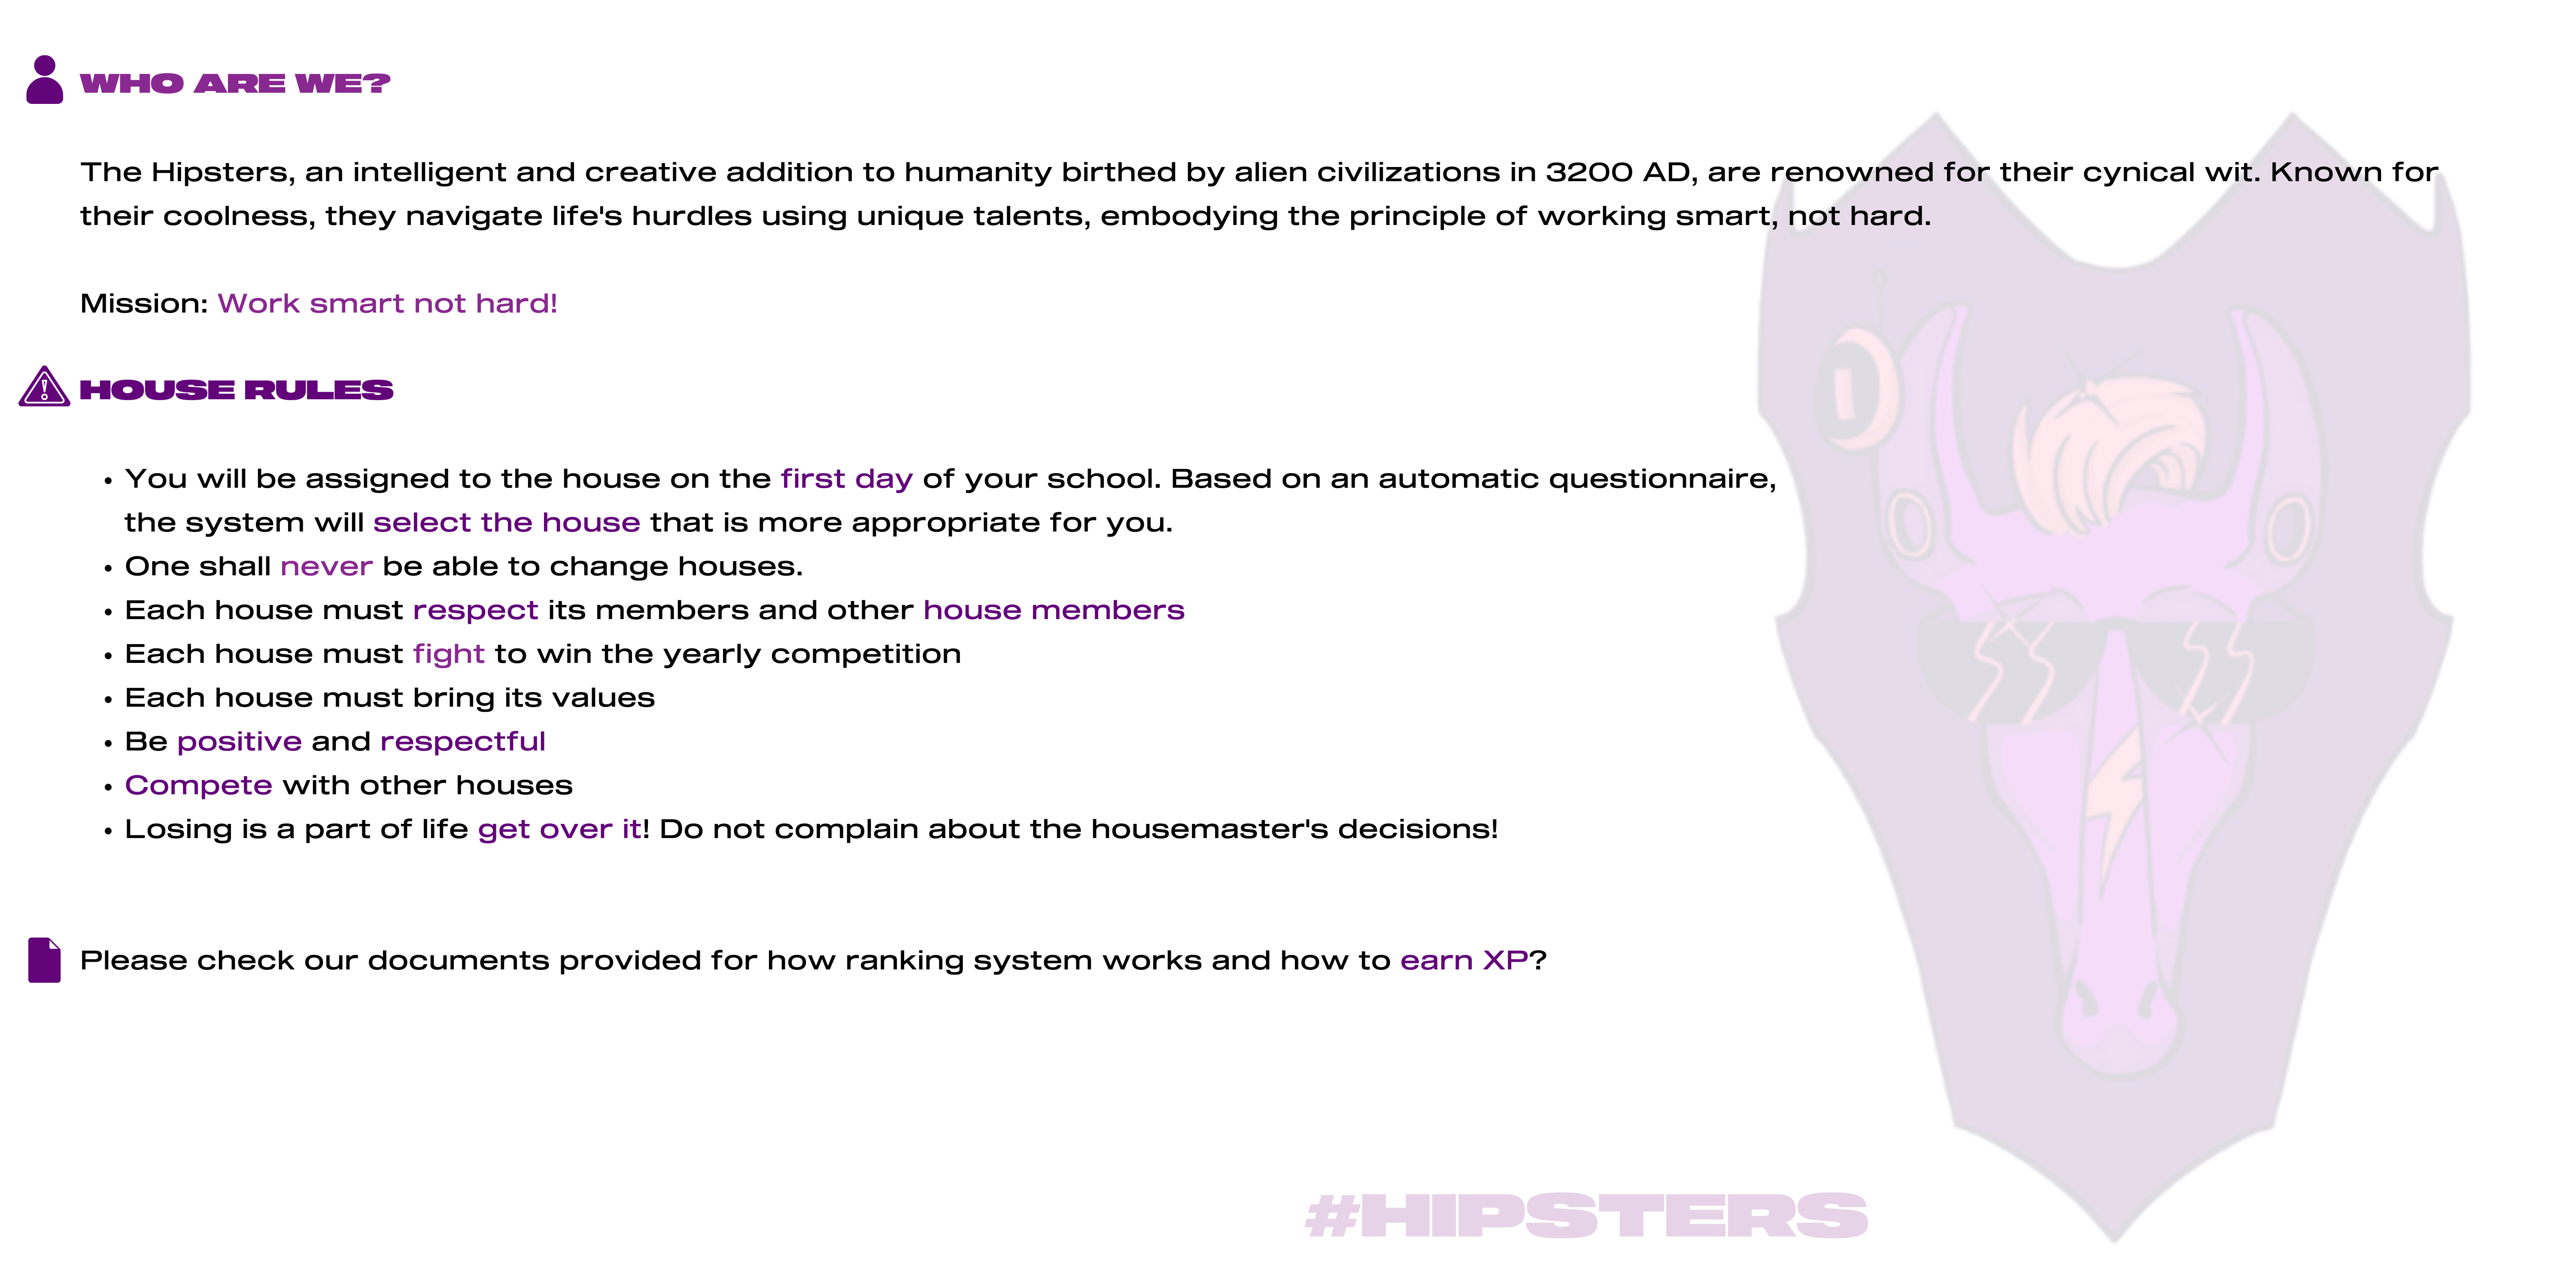 WHO ARE WE?
The Hipsters, an intelligent and creative addition to humanity birthed by alien civilizations in 3200 AD, are renowned for their cynical wit. Known for
their coolness, they navigate life's hurdles using unique talents, embodying the principle of working smart, not hard.
Mission: Work smart not hard!
HOUSE RULES
• You will be assigned to the house on the first day of your school. Based on an automatic questionnaire,
the system will select the house that is more appropriate for you.
• One shall never be able to change houses.
• Each house must respect its members and other house members
• Each house must fight to win the yearly competition
• Each house must bring its values
• Be positive and respectful
• Compete with other houses
• Losing is a part of life get over it! Do not complain about the housemaster's decisions!
Please check our documents provided for how ranking system works and how to earn XP?
#HIPSTERS